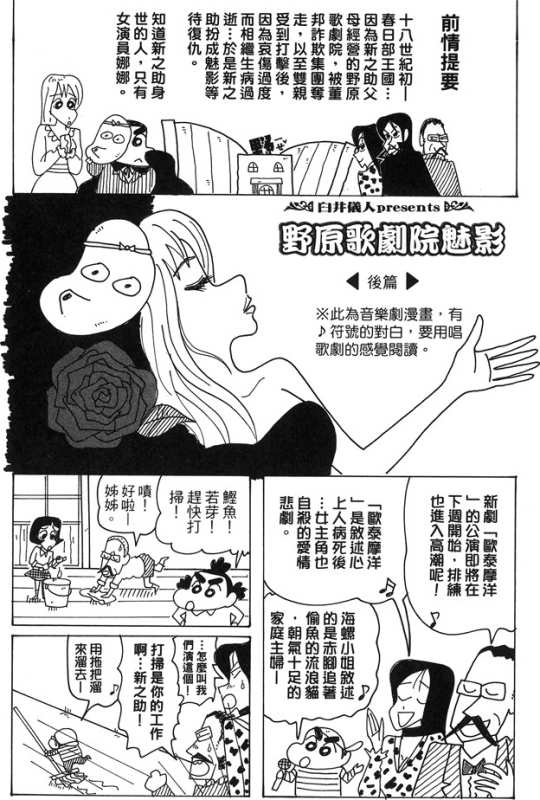 前情提要
十八世紀初—
春日部王國…
因為新之助父
母經營的野原
歌劇院，被董
邦詐欺集團奪
走，以至雙親
受到打擊後，
因為哀傷過度
而相繼生病過
逝…於是新之
助扮成魅影等
待復仇。
知道新之助身
世的人，只有
女演員娜娜。
臼井儀人presents
野原歌劇院魅影
◀ 後篇 ▶
※此為音樂劇漫畫，有
♪符號的對白，要用唱
歌劇的感覺閱讀。
新劇「歐泰摩洋
」的公演即將在
下週開始，排練
也進入高潮呢！
♪
「歐泰摩洋
」是敘述心
上人病死後
…女主角也
自殺的愛情
悲劇。
♪
海螺小姐敘述
的是赤腳追著
偷魚的流浪貓
，朝氣十足的
家庭主婦—
♪
鰹魚！
若芽！
趕快打
掃！
嘖！
好啦—
姊姊。
…怎麼叫我
們演這個！
打掃是你的工作
啊…新之助！
♪
用拖把溜
來溜去—